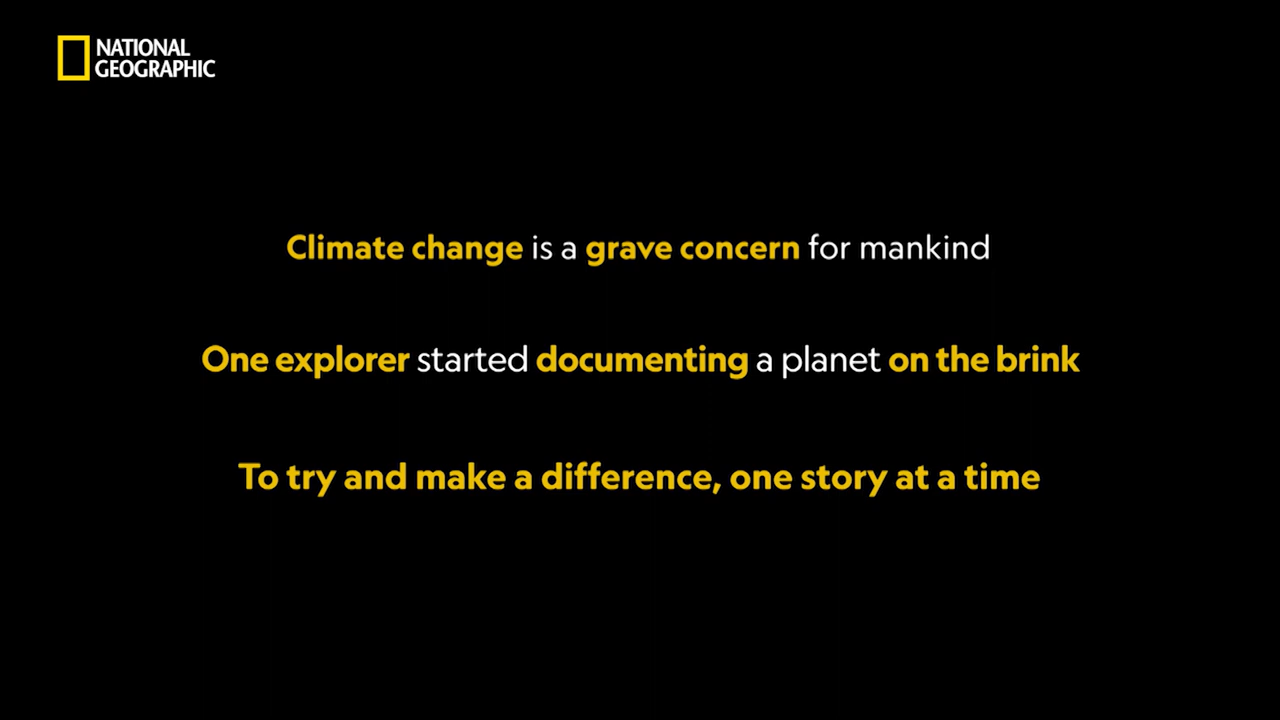 NATIONAL
GEOGRAPHIC
Climate change is a grave concern for mankind
One explorer started documenting a planet on the brink
To try and make a difference, one story at a time